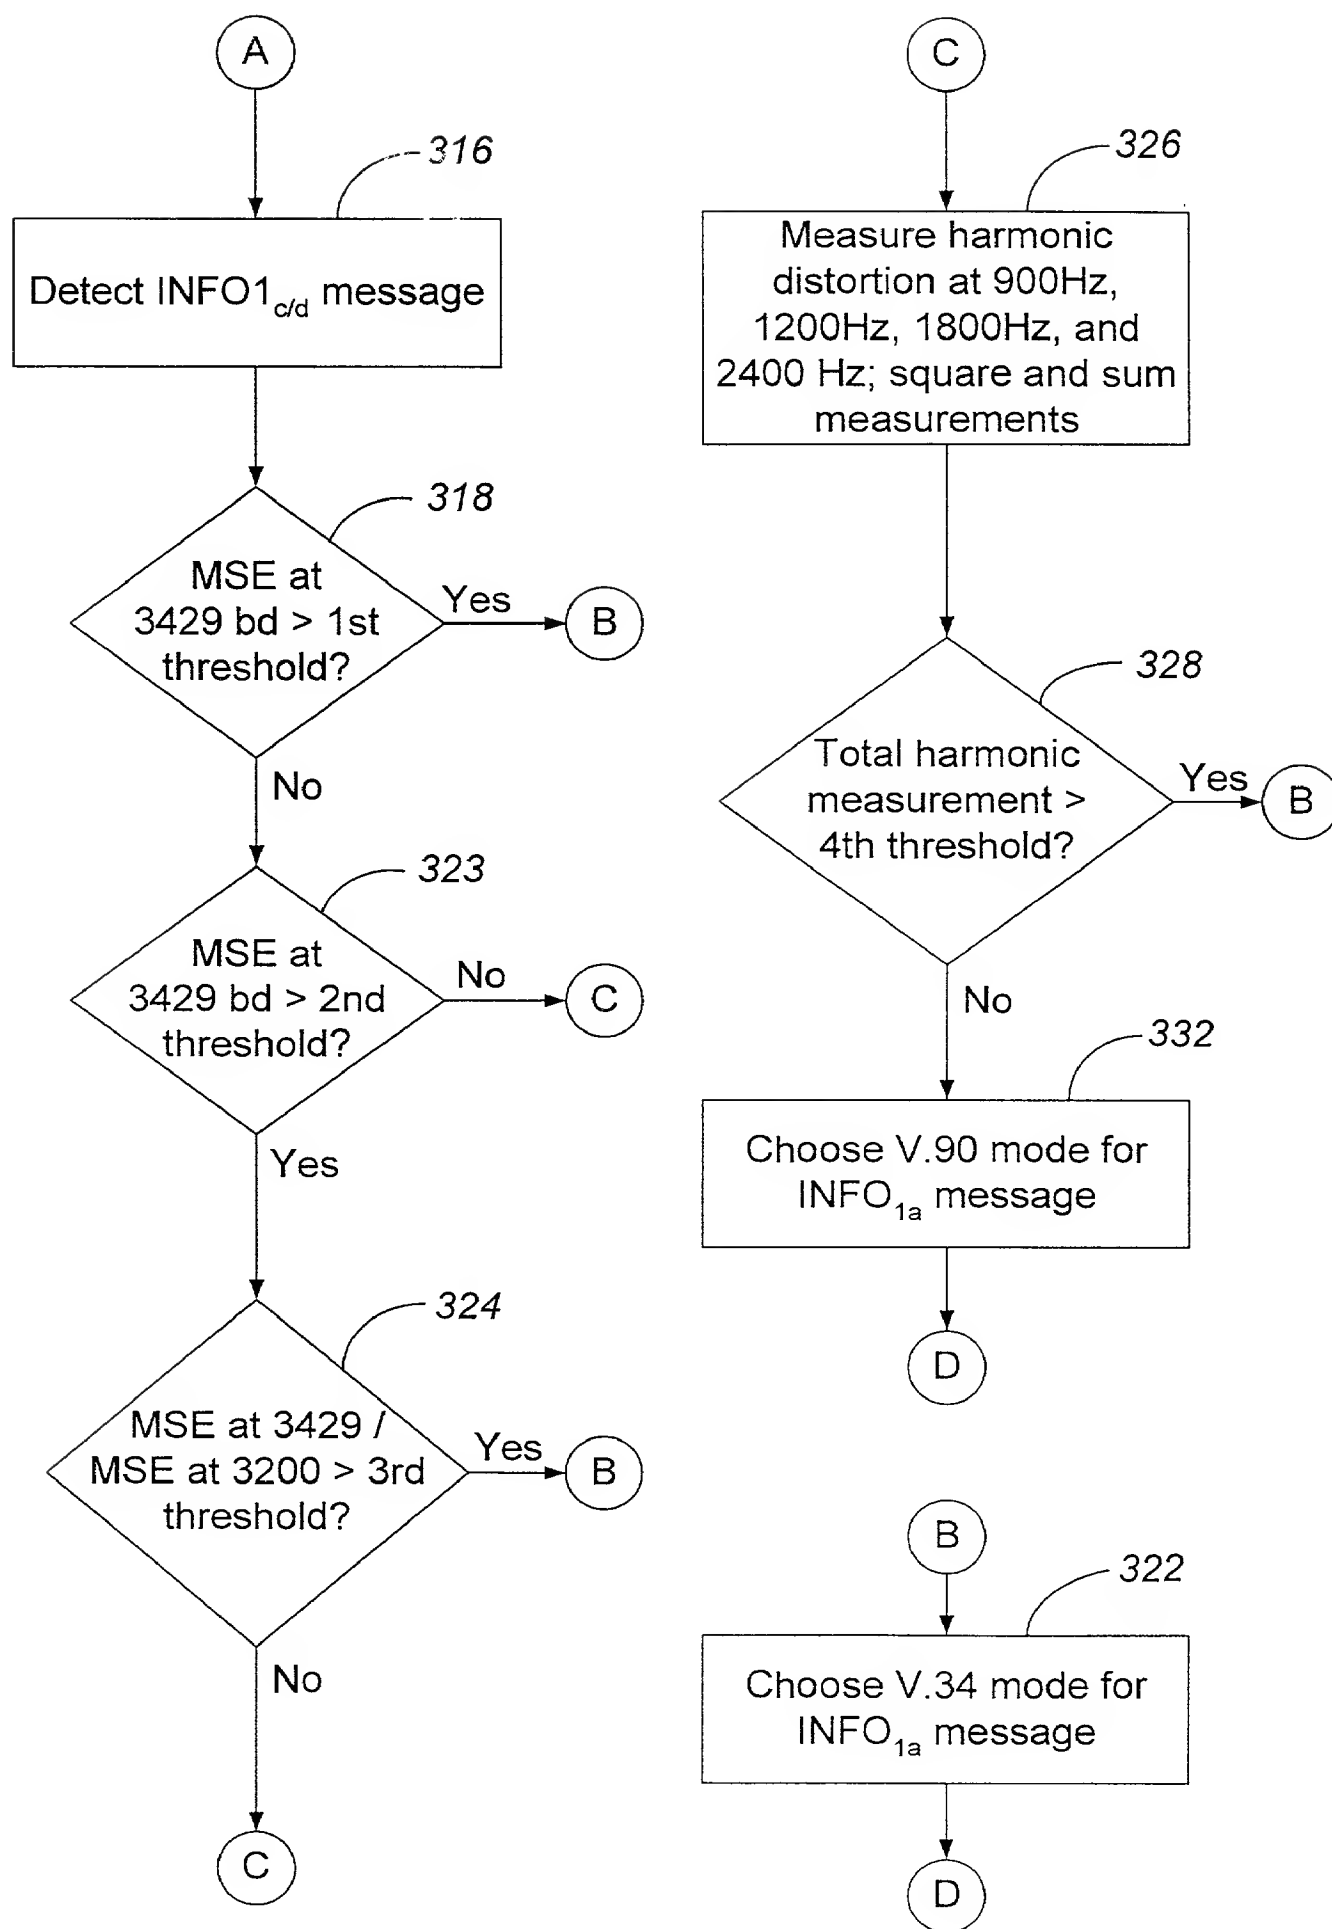 A
316
Detect INFO1c/d message
318
MSE at
3429 bd > 1st
threshold?
Yes
B
No
323
MSE at
3429 bd > 2nd
threshold?
No
C
Yes
324
MSE at 3429 /
MSE at 3200 > 3rd
threshold?
Yes
B
No
C
C
326
Measure harmonic
distortion at 900Hz,
1200Hz, 1800Hz, and
2400 Hz; square and sum
measurements
328
Total harmonic
measurement >
4th threshold?
Yes
B
No
332
Choose V.90 mode for
INFO1a message
D
B
322
Choose V.34 mode for
INFO1a message
D